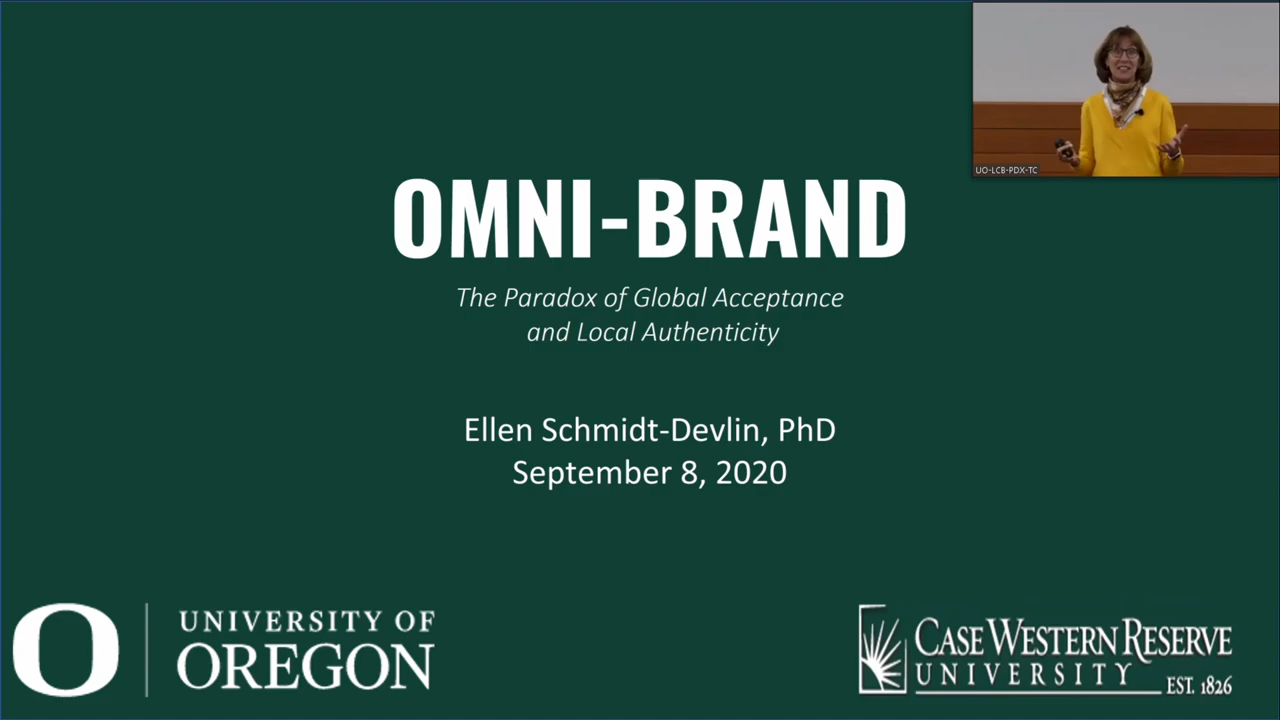 UO-LCB-PDX-TC
OMNI-BRAND
The Paradox of Global Acceptance
and Local Authenticity
Ellen Schmidt-Devlin, PhD
September 8, 2020
UNIVERSITY OF
OREGON
CASE WESTERN RESERVE
UNIVERSITY
EST. 1826